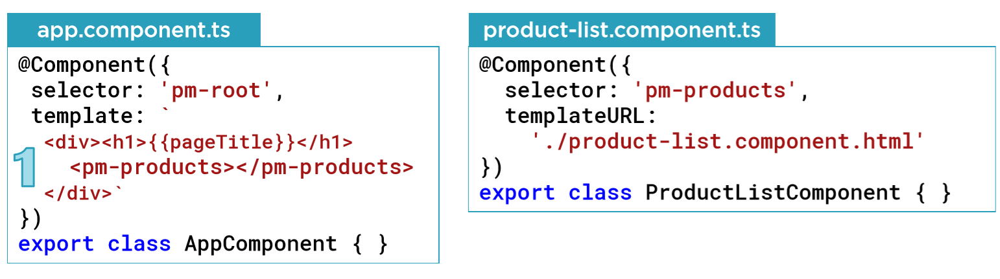 app.component.ts
@Component({
 selector: 'pm-root',
 template: `
  <div><h1>{{pageTitle}}</h1>
1
    <pm-products></pm-products>
  </div>`
})
export class AppComponent { }
product-list.component.ts
@Component({
  selector: 'pm-products',
  templateURL:
    './product-list.component.html'
})
export class ProductListComponent { }